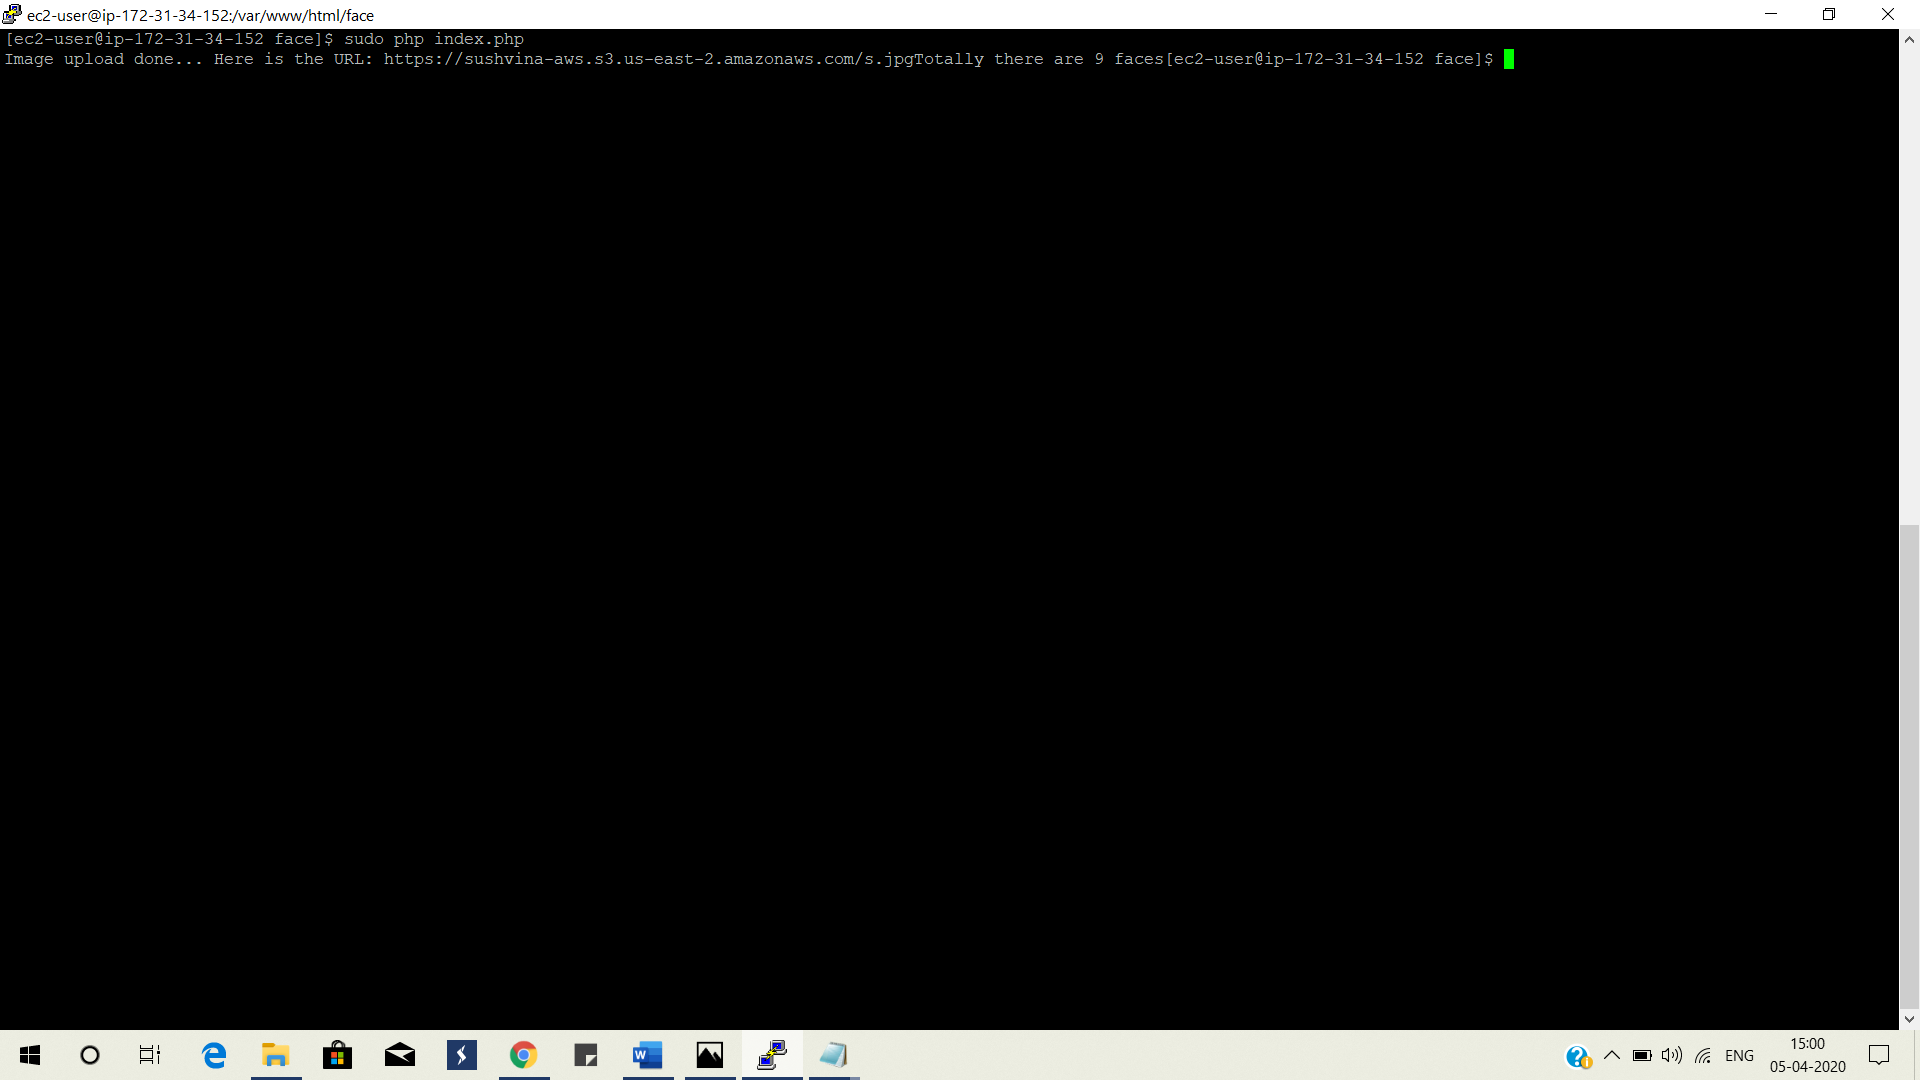 ec2-user@ip-172-31-34-152:/var/www/html/face
[ec2-user@ip-172-31-34-152 face]$ sudo php index.php
Image upload done... Here is the URL: https://sushvina-aws.s3.us-east-2.amazonaws.com/s.jpgTotally there are 9 faces[ec2-user@ip-172-31-34-152 face]$
ENG
15:00
05-04-2020